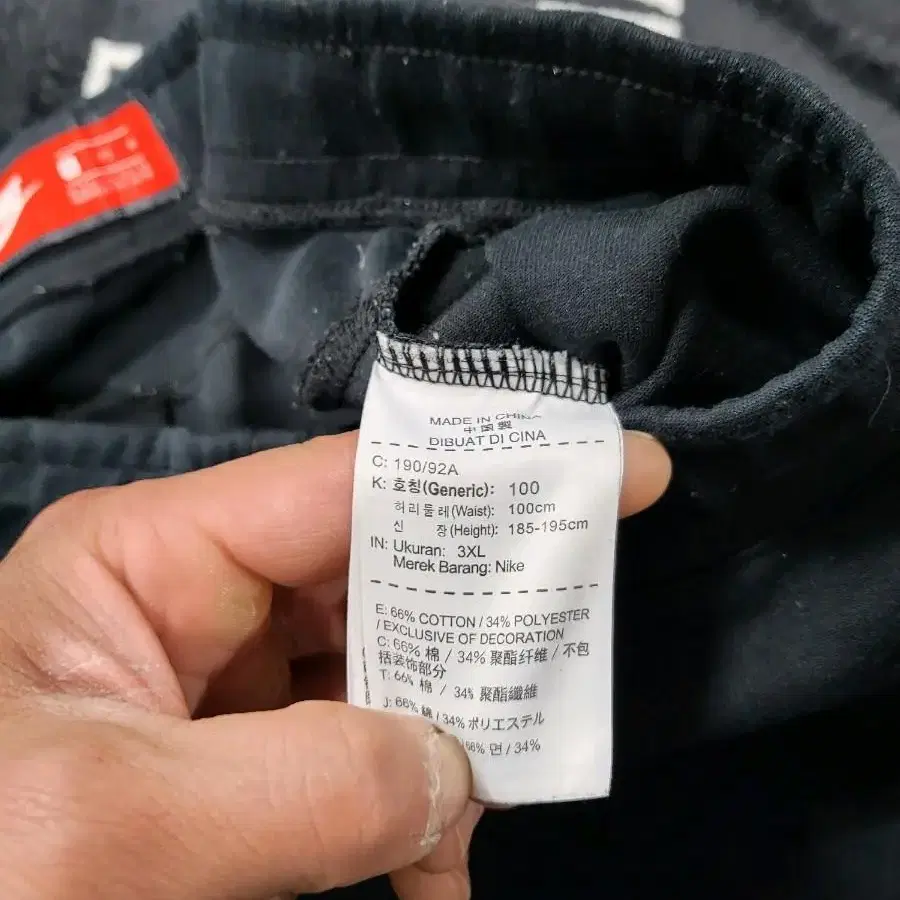 MADE IN CHINA
中国製
DIBUAT DI CINA
C: 190/92A
K: 호칭(Generic): 100
허리둘레(Waist): 100cm
신 장(Height): 185-195cm
IN: Ukuran: 3XL
Merek Barang: Nike
E: 66% COTTON / 34% POLYESTER
/ EXCLUSIVE OF DECORATION
C: 66% 棉 / 34% 聚酯纤维 / 不包
括装饰部分
T: 66% 棉 / 34% 聚酯纖維
J: 66% 綿 / 34% ポリエステル
66% 면 / 34%